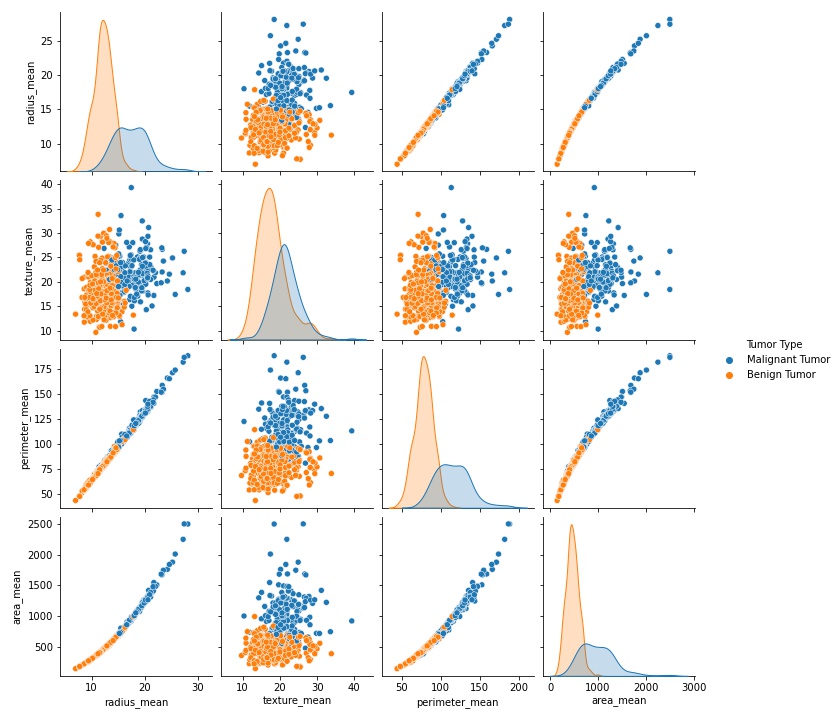 radius_mean
25
20
15
10
texture_mean
40
35
30
25
20
15
10
perimeter_mean
175
150
125
100
75
50
area_mean
2500
2000
1500
1000
500
10 20 30
radius_mean
10 20 30 40
texture_mean
50 100 150 200
perimeter_mean
0 1000 2000 3000
area_mean
Tumor Type
Malignant Tumor
Benign Tumor